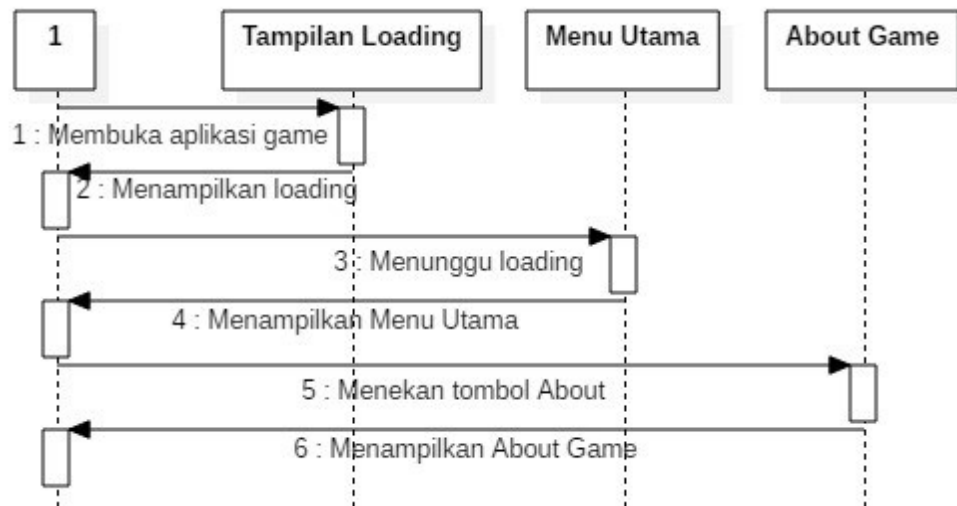 1
Tampilan Loading
Menu Utama
About Game
1 : Membuka aplikasi game
2 : Menampilkan loading
3 : Menunggu loading
4 : Menampilkan Menu Utama
5 : Menekan tombol About
6 : Menampilkan About Game